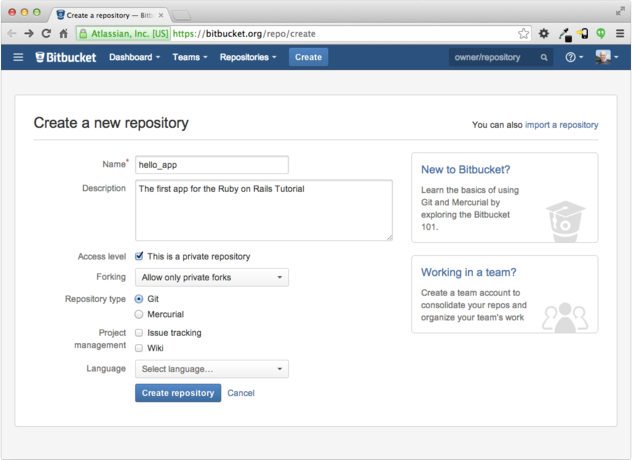 Create a repository — Bitb
Atlassian, Inc. [US] https://bitbucket.org/repo/create
Bitbucket Dashboard Teams Repositories Create owner/repository
Create a new repository
You can also import a repository
Name* hello_app
Description The first app for the Ruby on Rails Tutorial
Access level This is a private repository
Forking Allow only private forks
Repository type Git
Mercurial
Project management Issue tracking
Wiki
Language Select language...
Create repository Cancel
New to Bitbucket?
Learn the basics of using
Git and Mercurial by
exploring the Bitbucket
101.
Working in a team?
Create a team account to
consolidate your repos and
organize your team's work